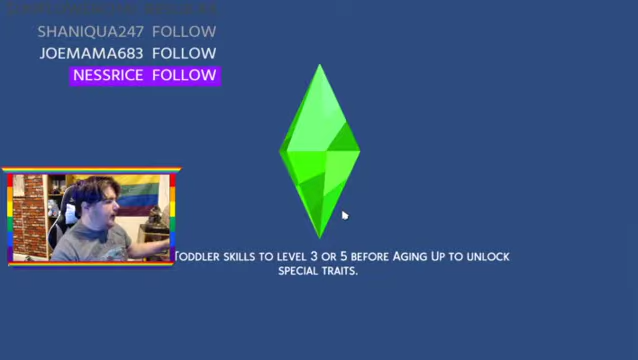 SHANIQUA247 FOLLOW
JOEMAMA683 FOLLOW
NESSRICE FOLLOW
TODDLER SKILLS TO LEVEL 3 OR 5 BEFORE AGING UP TO UNLOCK
SPECIAL TRAITS.